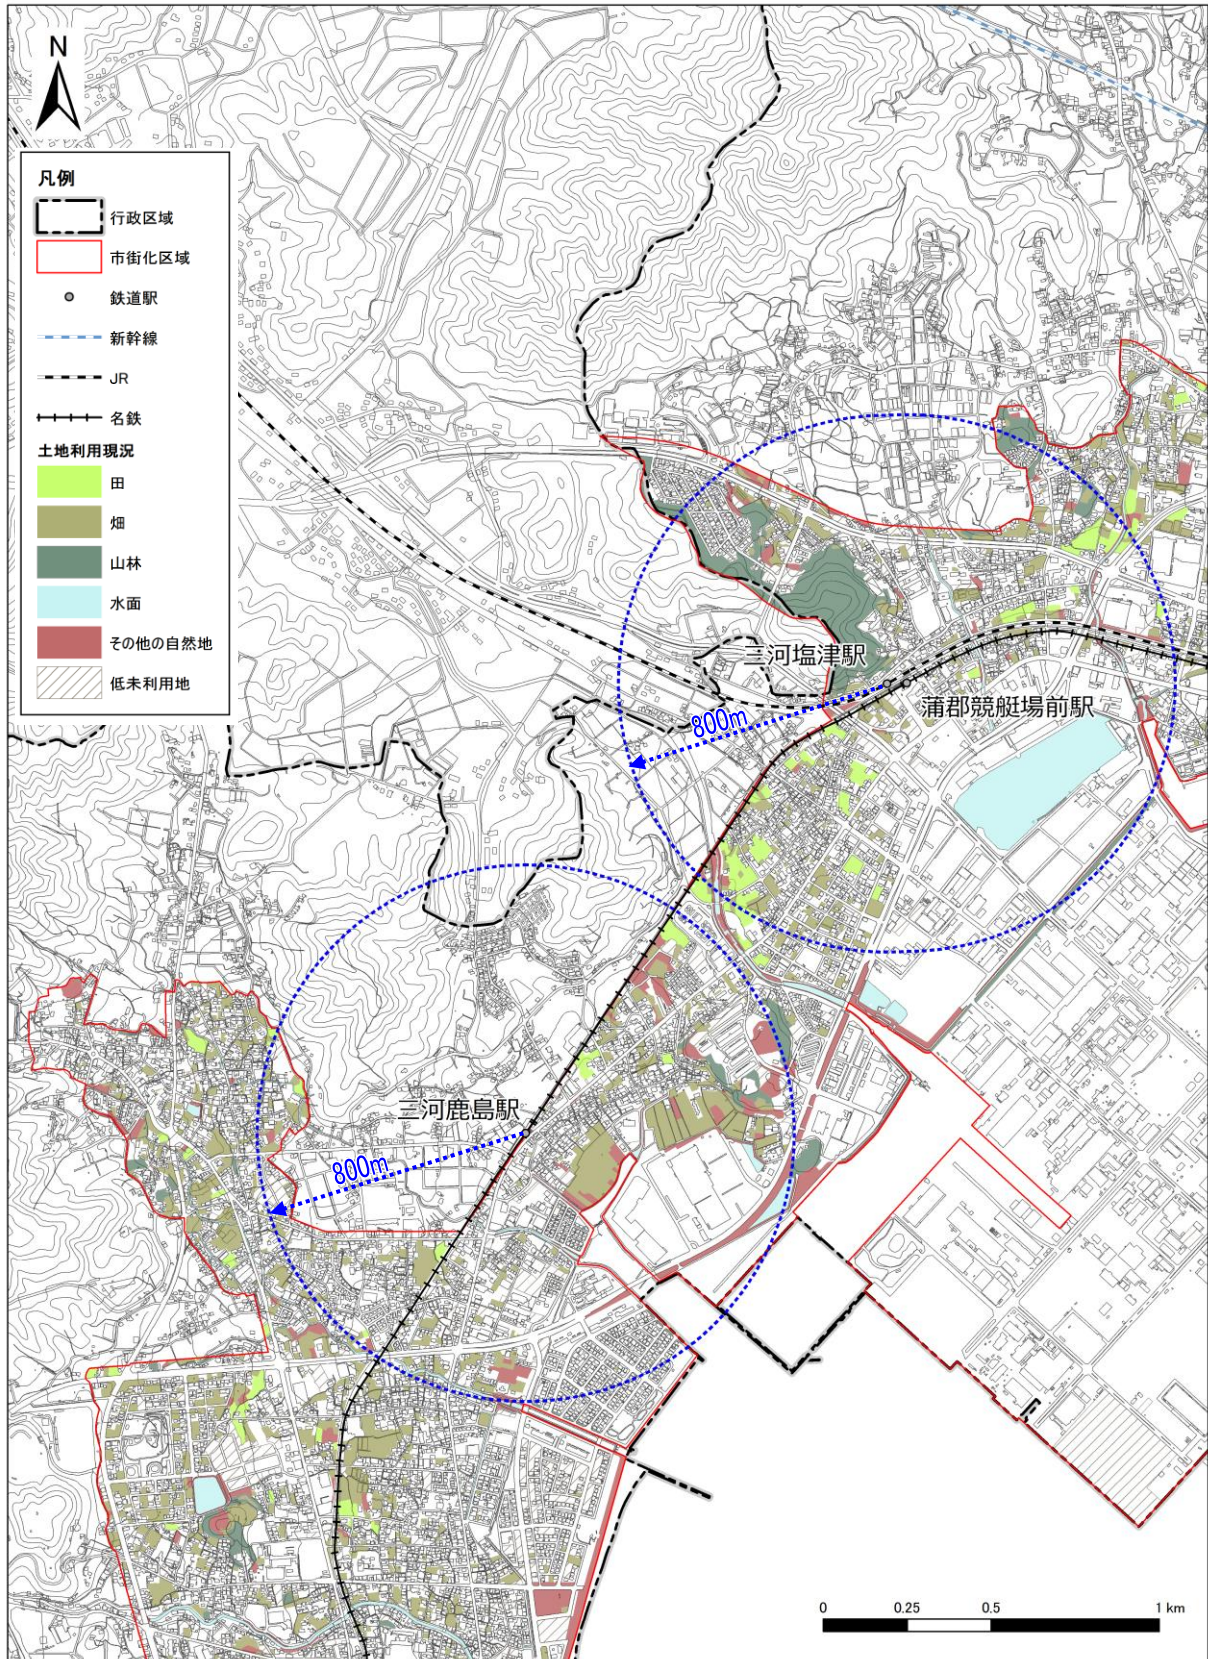 N
凡例
行政区域
市街化区域
鉄道駅
新幹線
JR
名鉄
土地利用現況
田
畑
山林
水面
その他の自然地
低未利用地
三河塩津駅
蒲郡競艇場前駅
800m
三河鹿島駅
800m
0 0.25 0.5 1 km